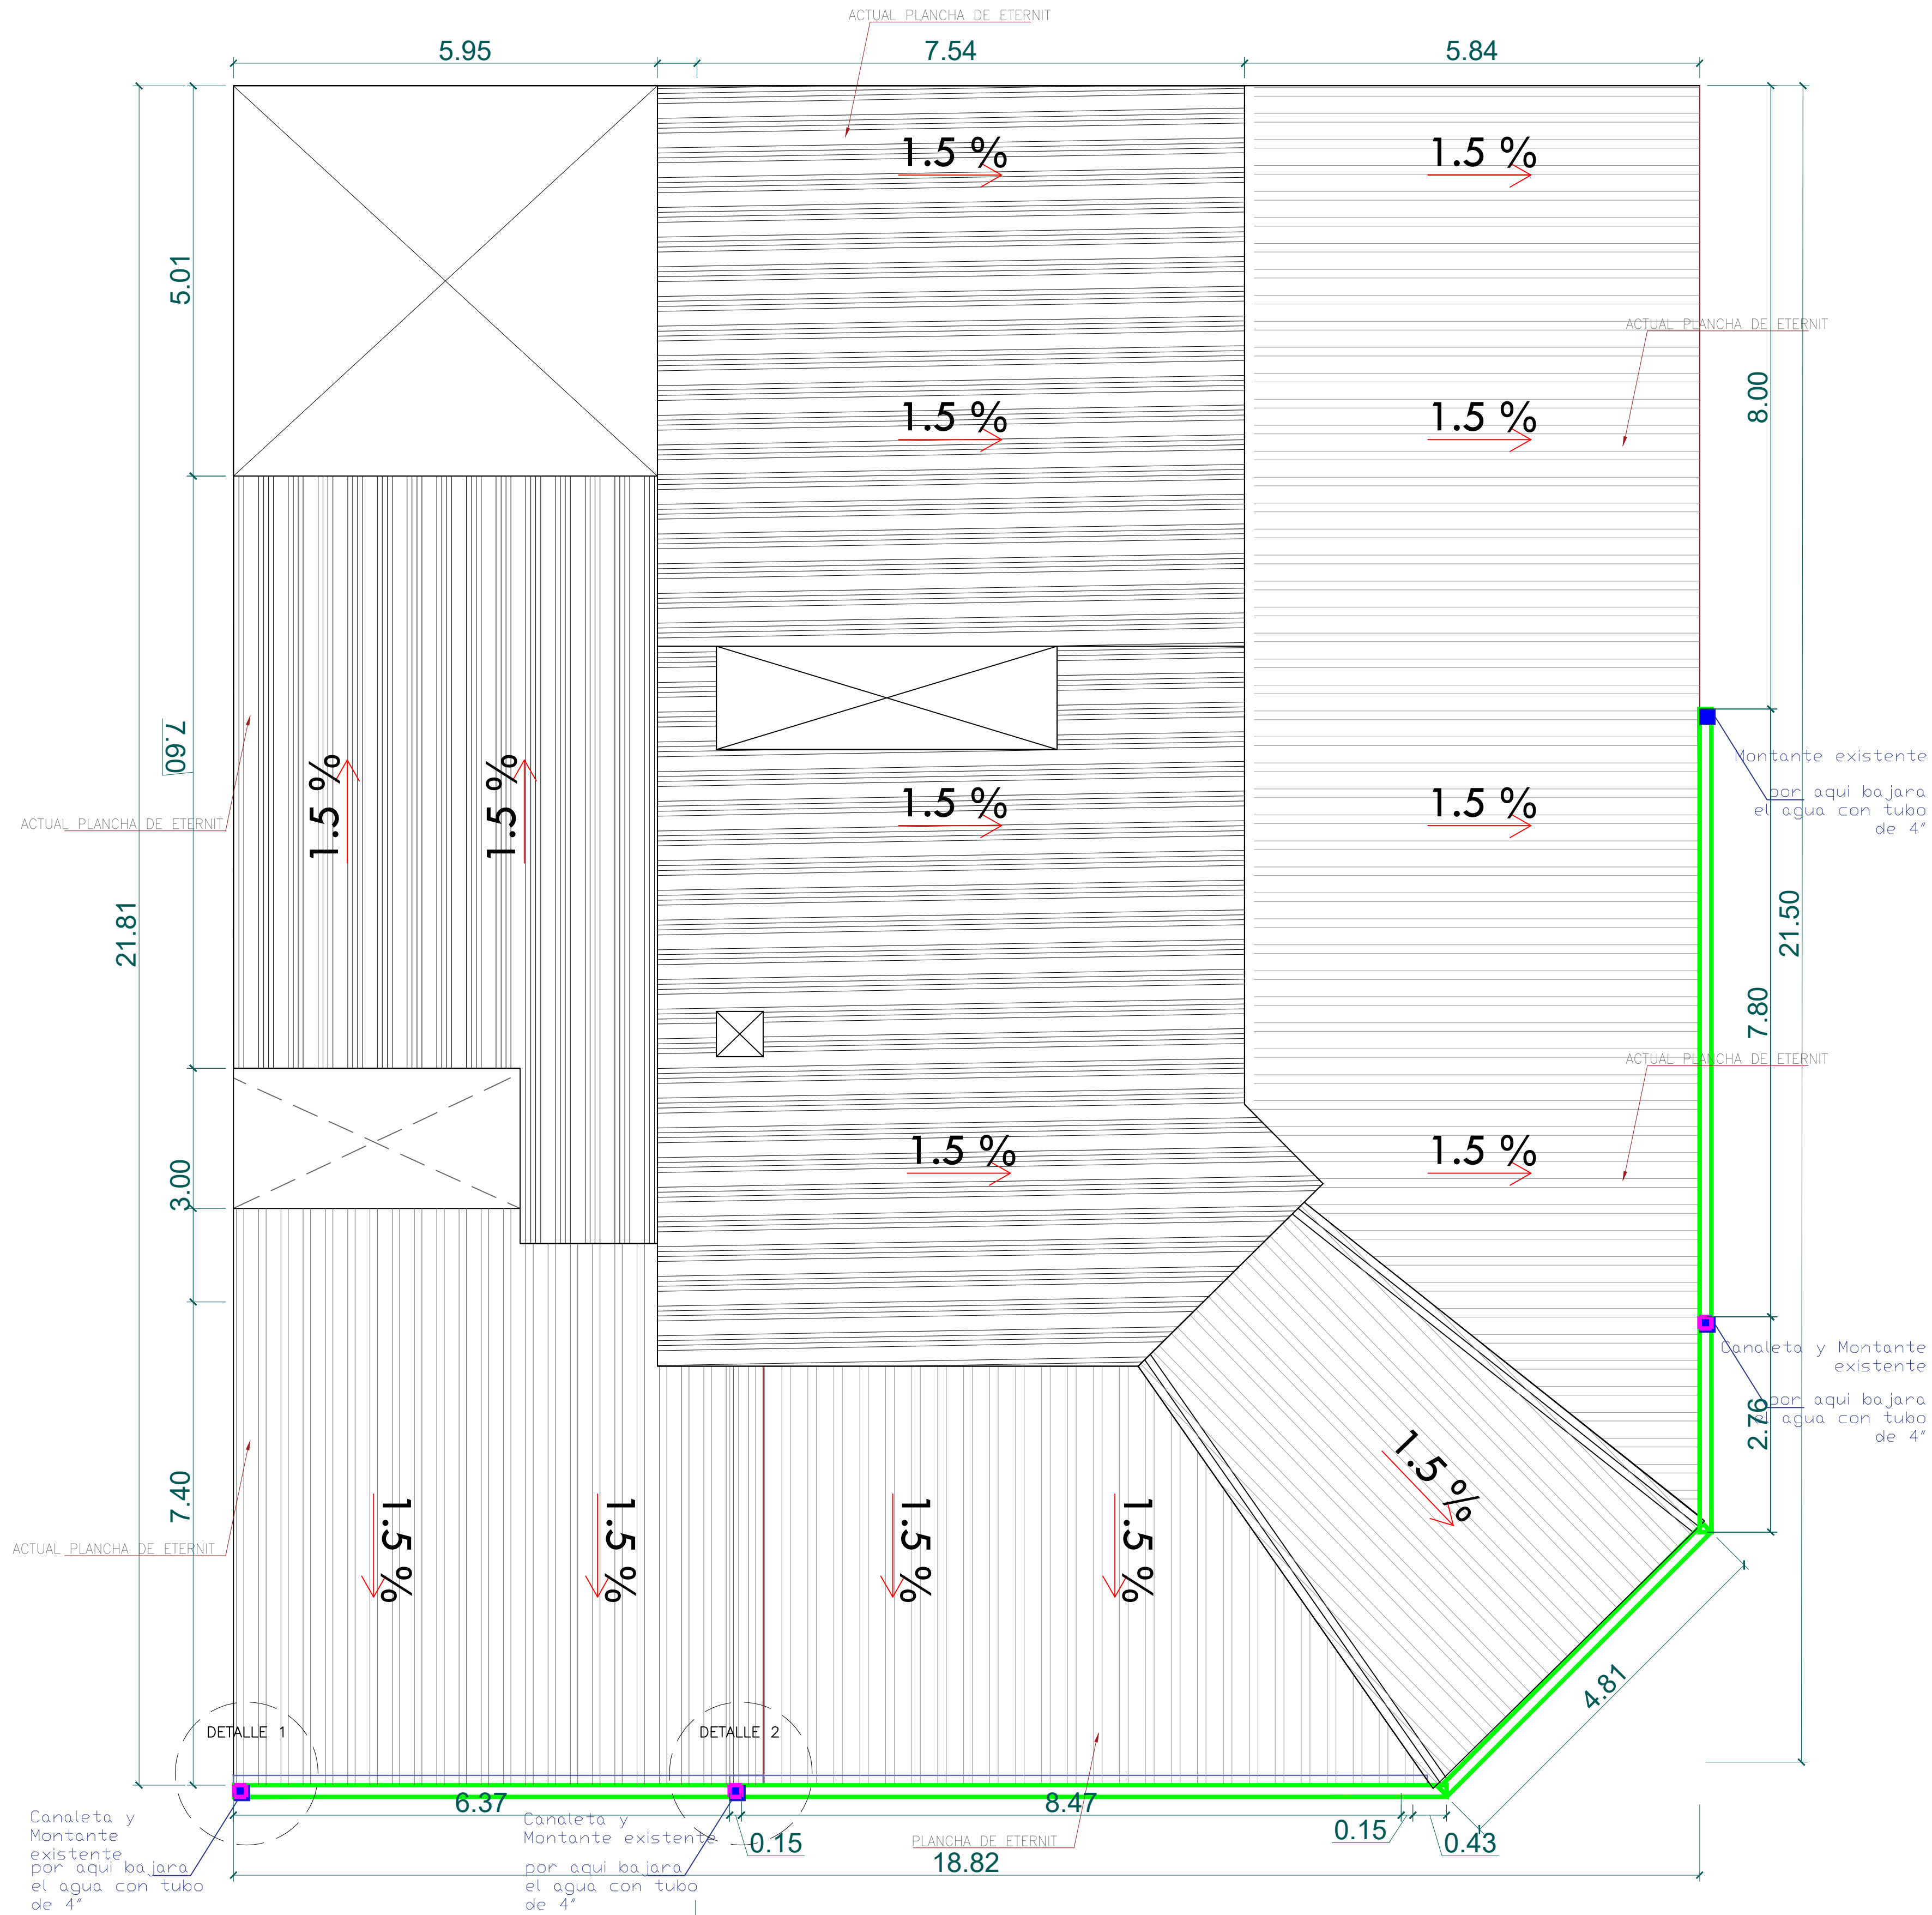 ACTUAL PLANCHA DE ETERNIT
5.95
7.54
5.84
1.5 %
1.5 %
5.01
ACTUAL PLANCHA DE ETERNIT
8.00
1.5 %
1.5 %
7.60
Montante existente
por aqui bajara
el agua con tubo
de 4"
1.5 %
1.5 %
1.5 %
1.5 %
ACTUAL PLANCHA DE ETERNIT
21.81
21.50
7.80
ACTUAL PLANCHA DE ETERNIT
1.5 %
1.5 %
3.00
Canaleta y Montante
existente
por aqui bajara
el agua con tubo
de 4"
2.76
1.5 %
7.40
1.5 %
1.5 %
1.5 %
1.5 %
ACTUAL PLANCHA DE ETERNIT
4.81
DETALLE 1
DETALLE 2
6.37
8.47
0.15
0.15
0.43
Canaleta y
Montante
existente
por aqui bajara
el agua con tubo
de 4"
Canaleta y
Montante existente
por aqui bajara
el agua con tubo
de 4"
PLANCHA DE ETERNIT
18.82